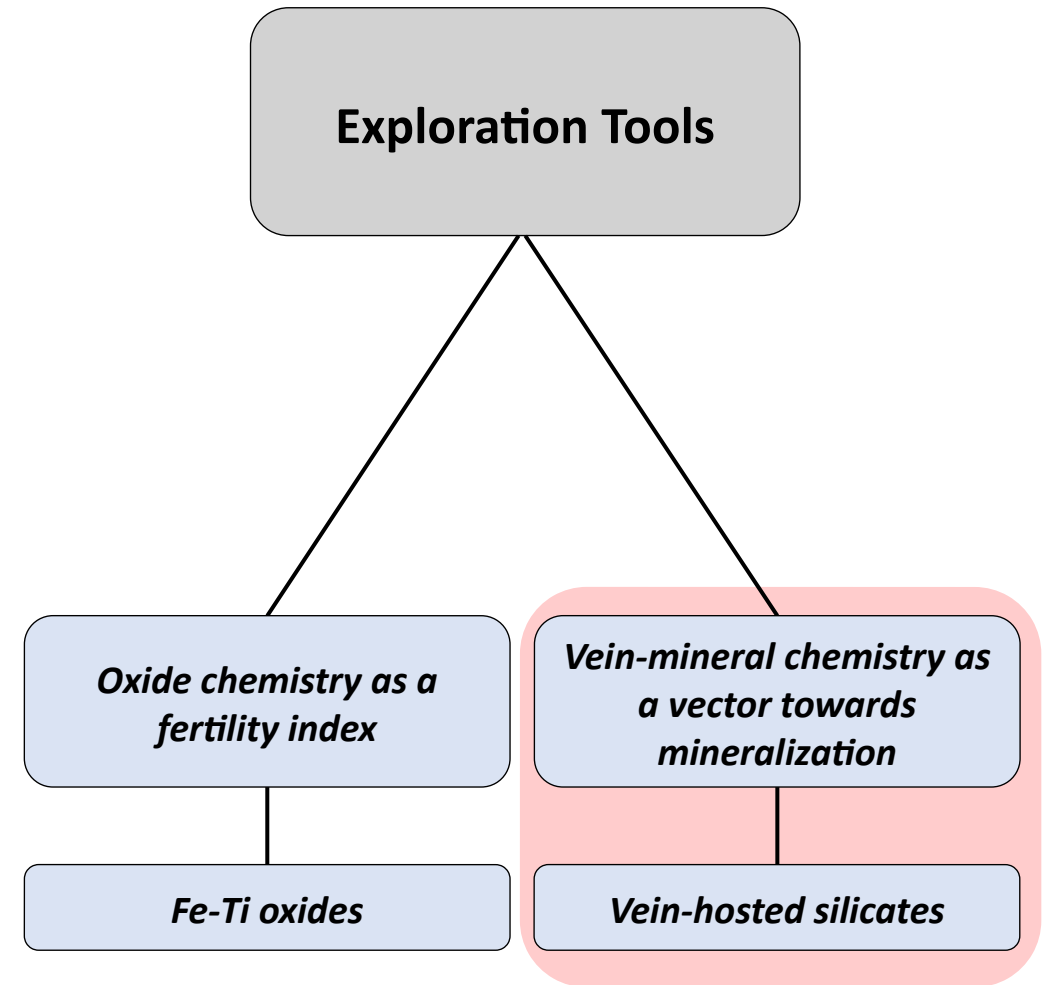 Exploration Tools
Oxide chemistry as a
fertility index
Vein-mineral chemistry as
a vector towards
mineralization
Fe-Ti oxides
Vein-hosted silicates